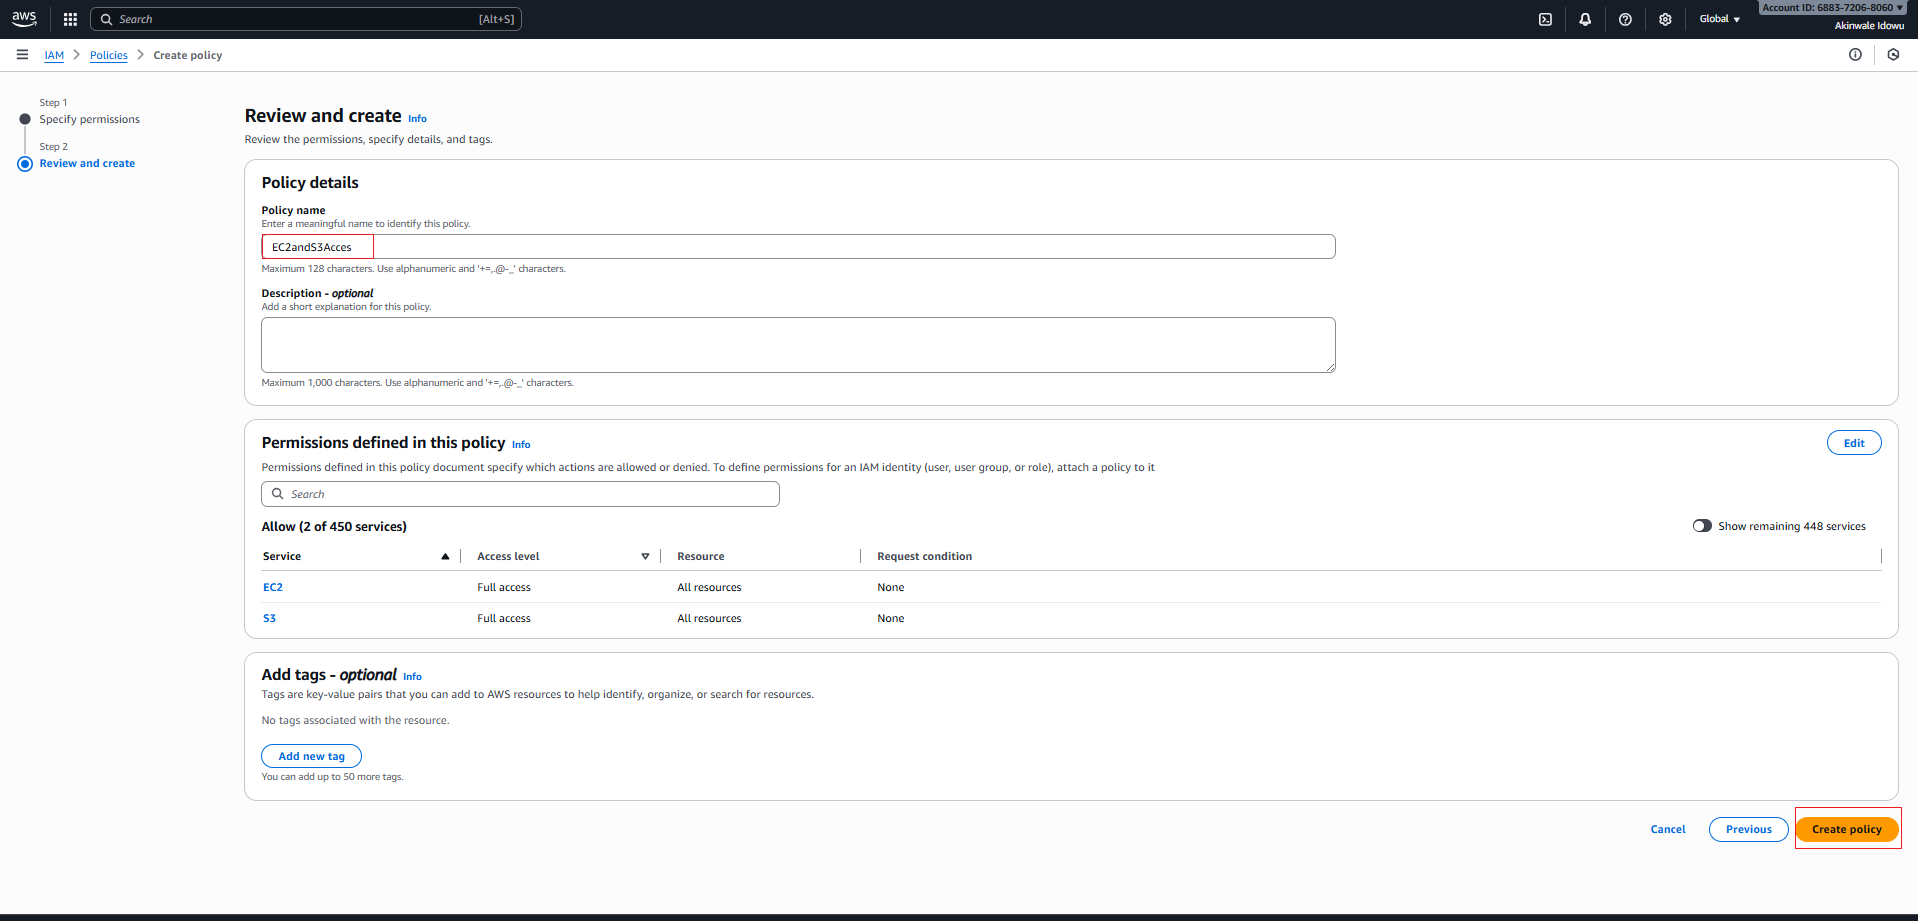 aws
Search [Alt+S]
Global
Account ID: 6883-7206-8060
Akinwale Idowu
IAM Policies Create policy
Step 1
Specify permissions
Step 2
Review and create
Review and create Info
Review the permissions, specify details, and tags.
Policy details
Policy name
Enter a meaningful name to identify this policy.
EC2andS3Acces
Maximum 128 characters. Use alphanumeric and '+=,.@-_' characters.
Description - optional
Add a short explanation for this policy.
Maximum 1,000 characters. Use alphanumeric and '+=,.@-_' characters.
Permissions defined in this policy Info
Edit
Permissions defined in this policy document specify which actions are allowed or denied. To define permissions for an IAM identity (user, user group, or role), attach a policy to it
Search
Allow (2 of 450 services)
Show remaining 448 services
Service Access level Resource Request condition
EC2 Full access All resources None
S3 Full access All resources None
Add tags - optional Info
Tags are key-value pairs that you can add to AWS resources to help identify, organize, or search for resources.
No tags associated with the resource.
Add new tag
You can add up to 50 more tags.
Cancel Previous Create policy